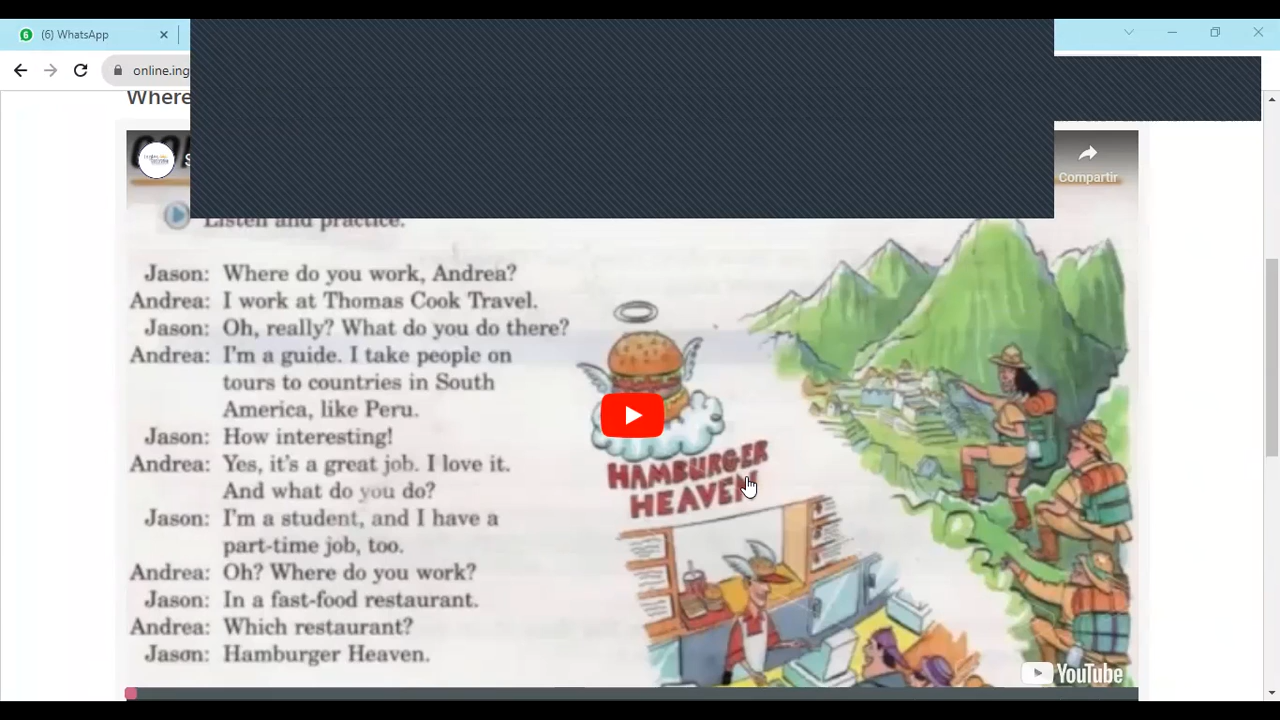 (6) WhatsApp
online.ing
Where
Compartir
Listen and practice.
Jason: Where do you work, Andrea?
Andrea: I work at Thomas Cook Travel.
Jason: Oh, really? What do you do there?
Andrea: I'm a guide. I take people on
tours to countries in South
America, like Peru.
Jason: How interesting!
Andrea: Yes, it's a great job. I love it.
And what do you do?
Jason: I'm a student, and I have a
part-time job, too.
Andrea: Oh? Where do you work?
Jason: In a fast-food restaurant.
Andrea: Which restaurant?
Jason: Hamburger Heaven.
HAMBURGER
HEAVEN
YouTube